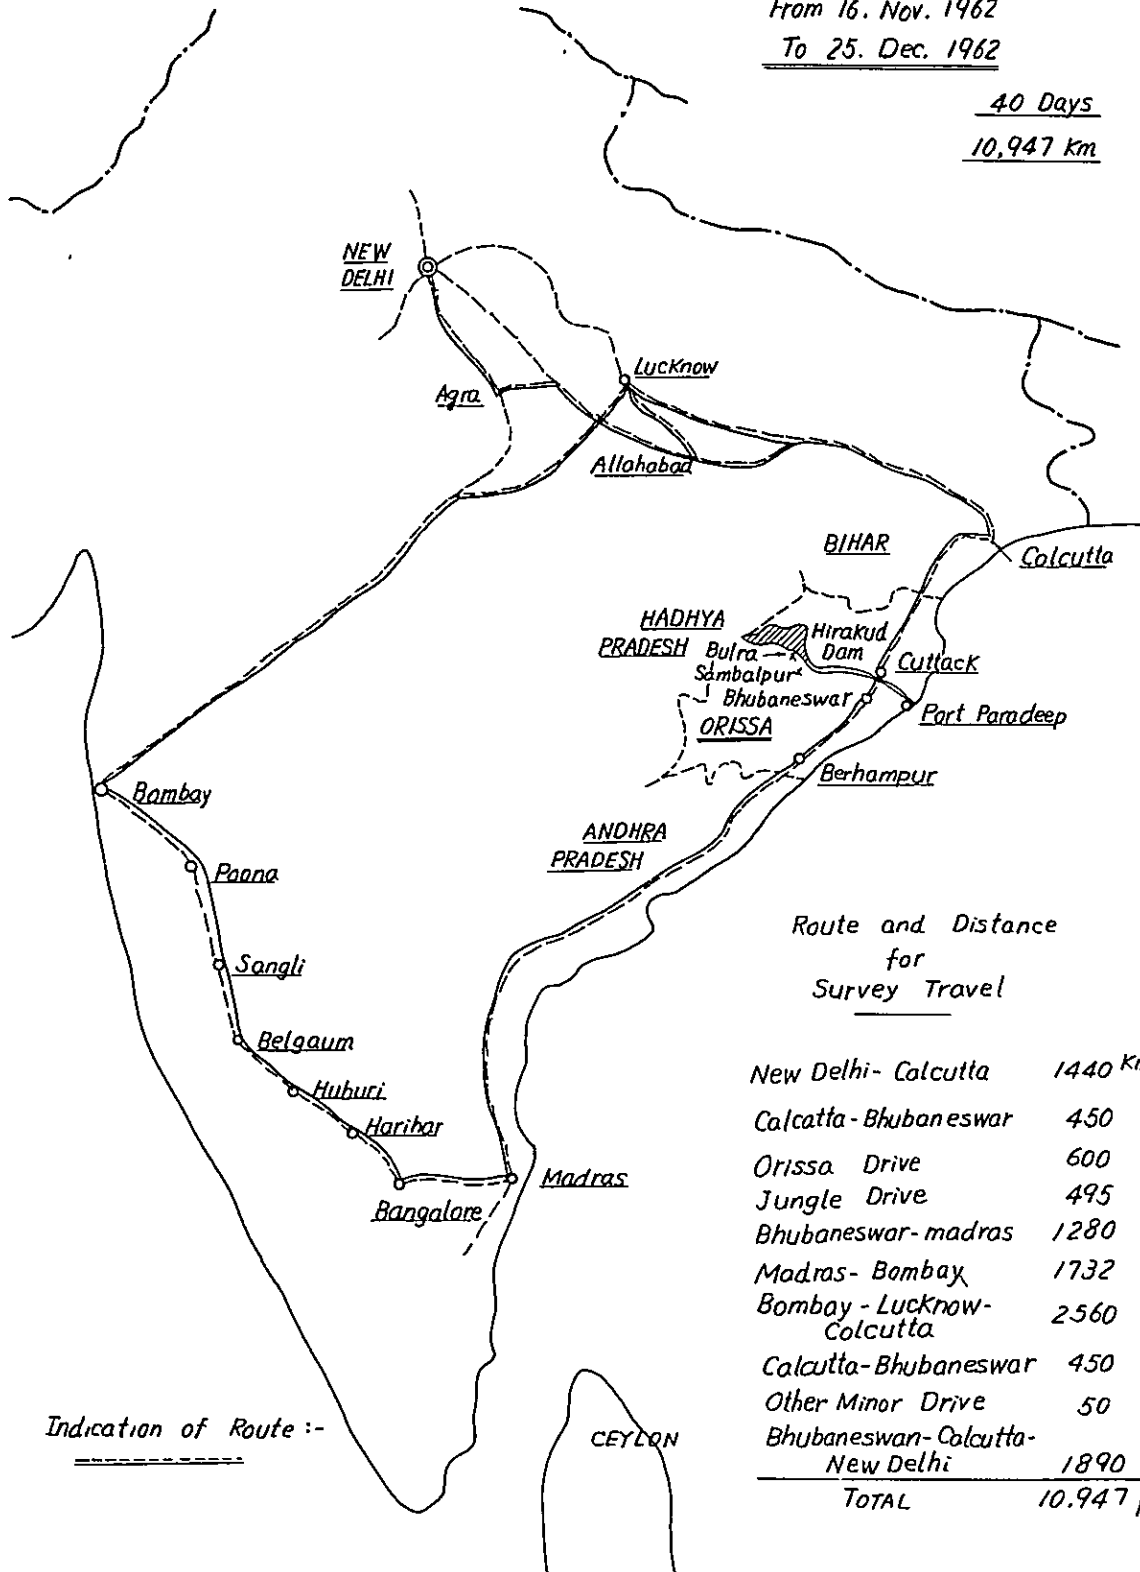 From 16. Nov. 1962
To 25. Dec. 1962
40 Days
10,947 Km
NEW
DELHI
Lucknow
Agra
Allahabad
BIHAR
Calcutta
HADHYA
PRADESH
Hirakud
Dam
Bulra
Sambalpur
Cuttack
Bhubaneswar
Port Paradeep
ORISSA
Berhampur
Bombay
ANDHRA
PRADESH
Poona
Sangli
Belgaum
Huburi
Harihar
Bangalore
Madras
CEYLON
Indication of Route :-
Route and Distance
for
Survey Travel
New Delhi - Calcutta 1440
Calcatta - Bhubaneswar 450
Orissa Drive 600
Jungle Drive 495
Bhubaneswar - madras 1280
Madras - Bombay 1732
Bombay - Lucknow -
Colcutta 2560
Calcutta - Bhubaneswar 450
Other Minor Drive 50
Bhubaneswan - Calcutta -
New Delhi 1890
TOTAL 10.947